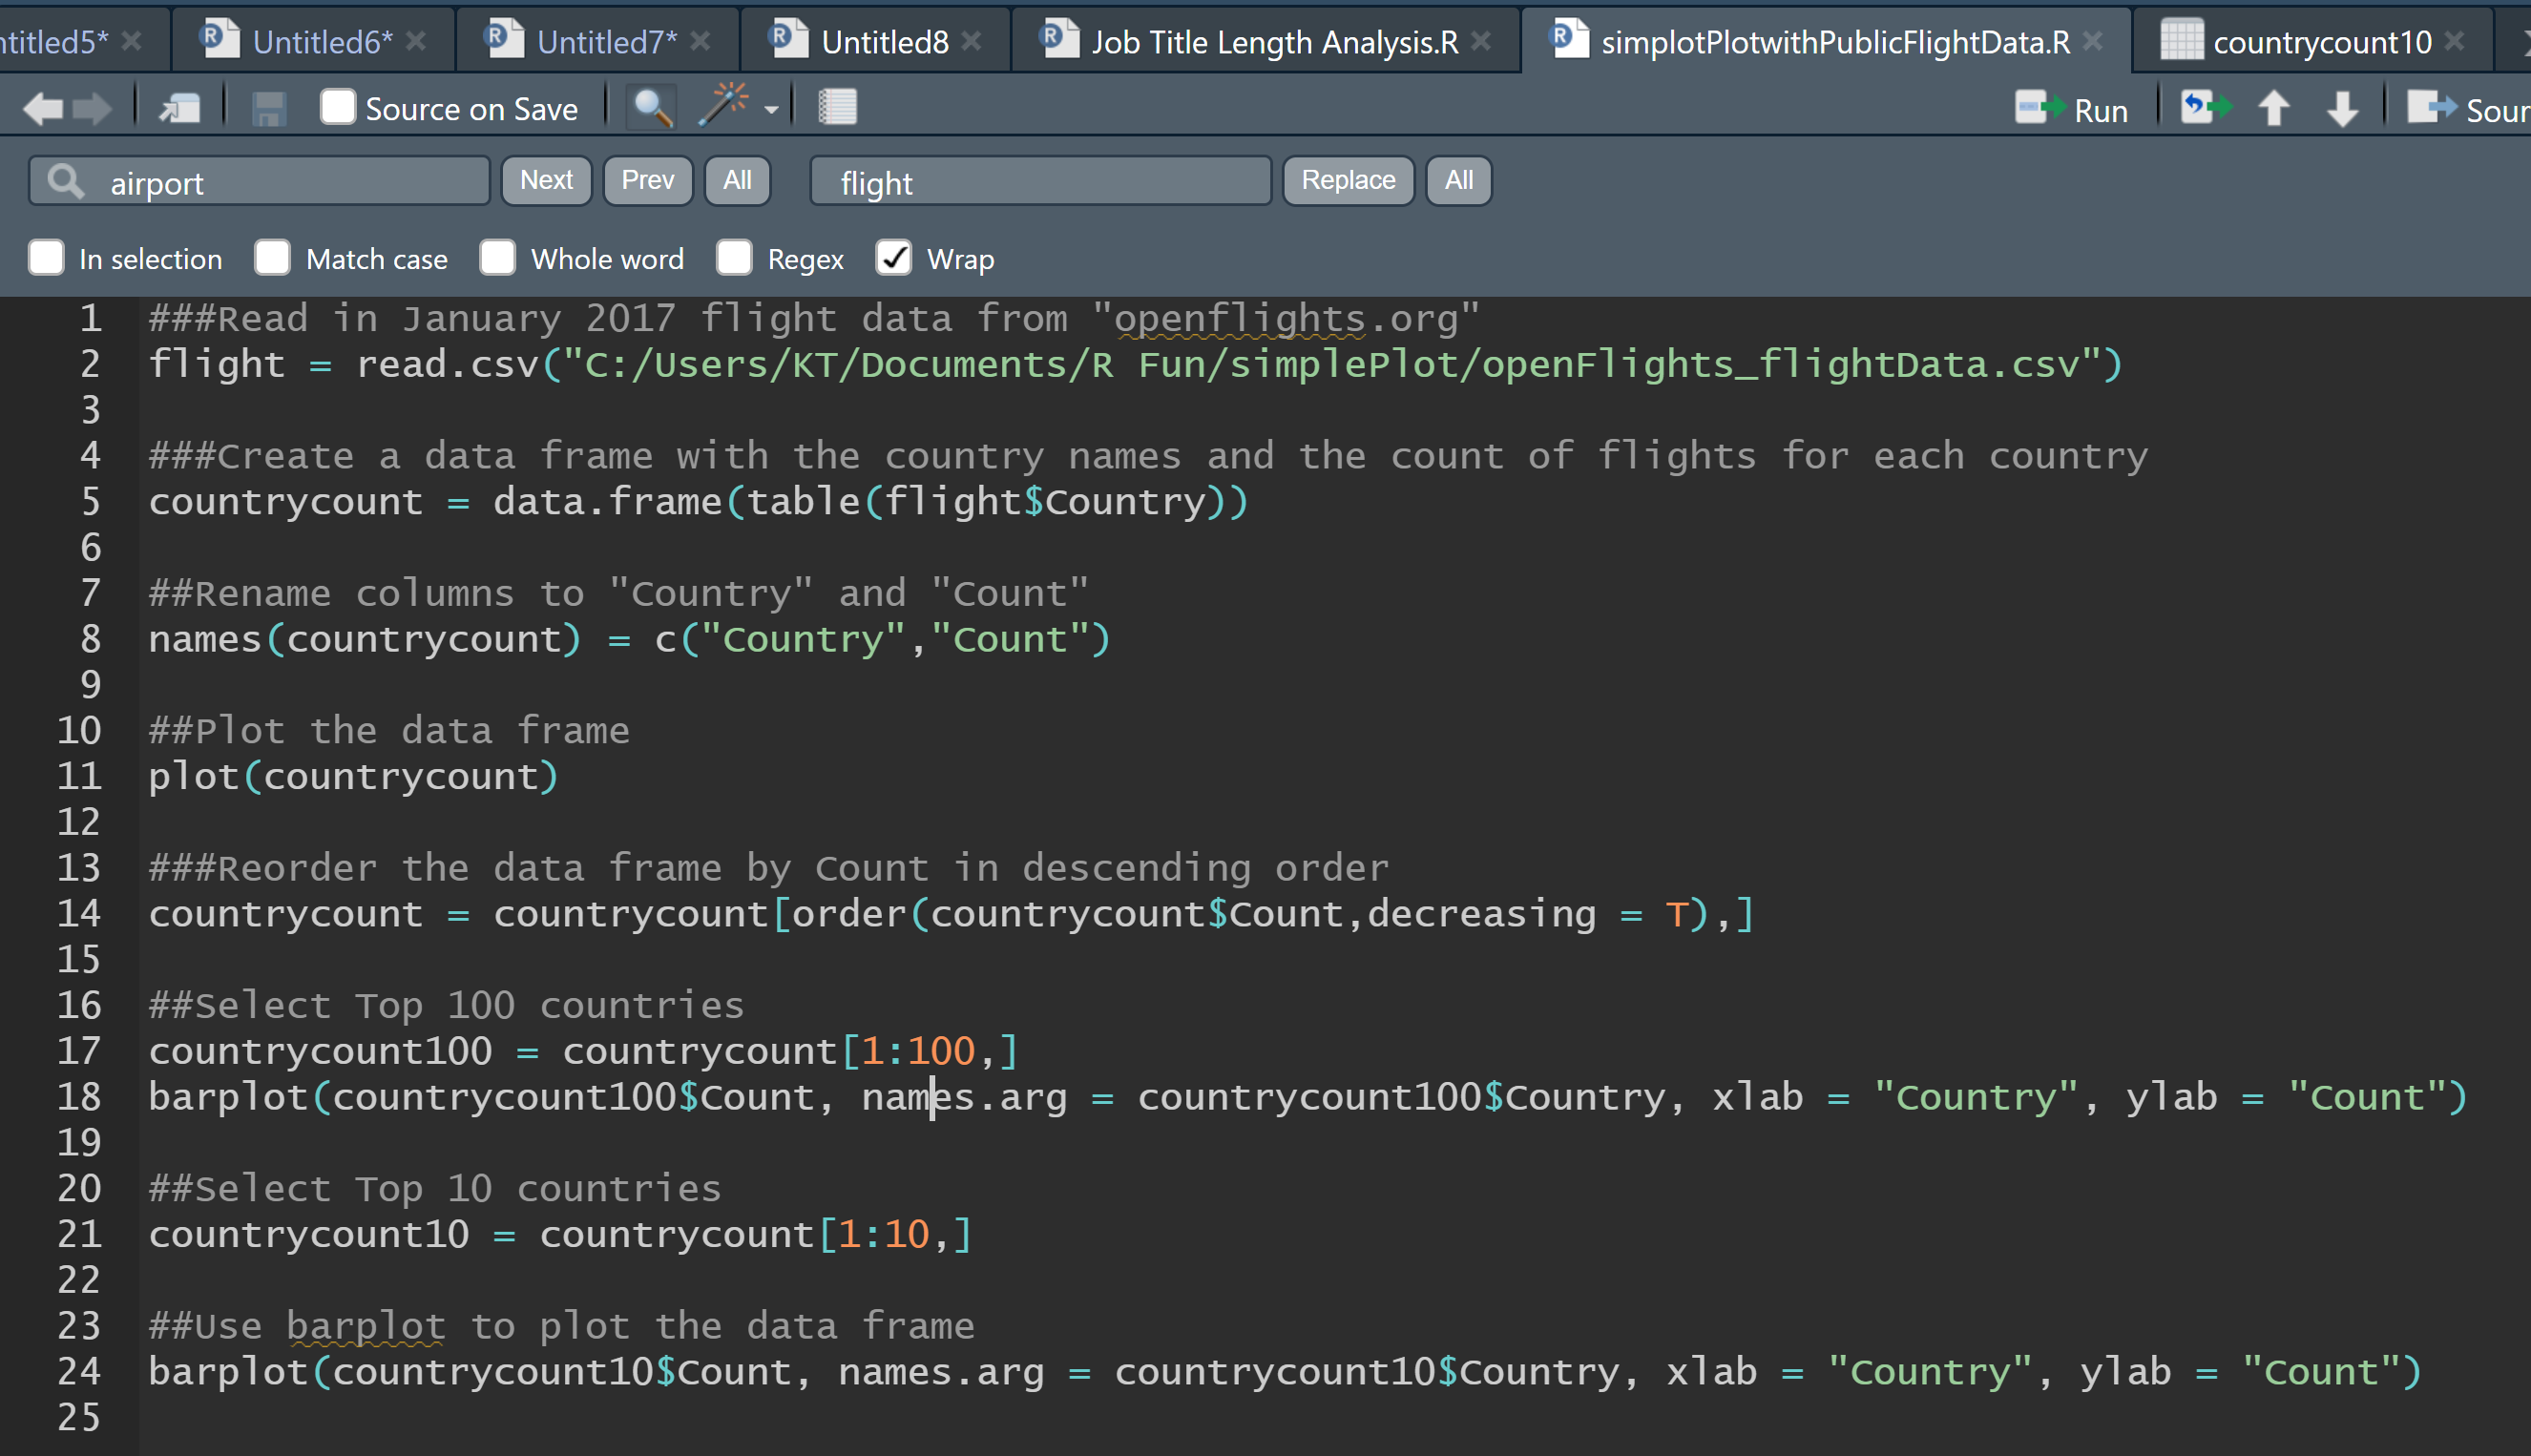 ntitled5* Untitled6* Untitled7* Untitled8 Job Title Length Analysis.R simplotPlotwithPublicFlightData.R countrycount10
Source on Save Run Sour
airport Next Prev All flight Replace All
In selection Match case Whole word Regex Wrap
1 ###Read in January 2017 flight data from "openflights.org"
2 flight = read.csv("C:/Users/KT/Documents/R Fun/simplePlot/openFlights_flightData.csv")
3
4 ###Create a data frame with the country names and the count of flights for each country
5 countrycount = data.frame(table(flight$Country))
6
7 ##Rename columns to "Country" and "Count"
8 names(countrycount) = c("Country","Count")
9
10 ##Plot the data frame
11 plot(countrycount)
12
13 ###Reorder the data frame by Count in descending order
14 countrycount = countrycount[order(countrycount$Count,decreasing = T),]
15
16 ##Select Top 100 countries
17 countrycount100 = countrycount[1:100,]
18 barplot(countrycount100$Count, names.arg = countrycount100$Country, xlab = "Country", ylab = "Count")
19
20 ##Select Top 10 countries
21 countrycount10 = countrycount[1:10,]
22
23 ##Use barplot to plot the data frame
24 barplot(countrycount10$Count, names.arg = countrycount10$Country, xlab = "Country", ylab = "Count")
25